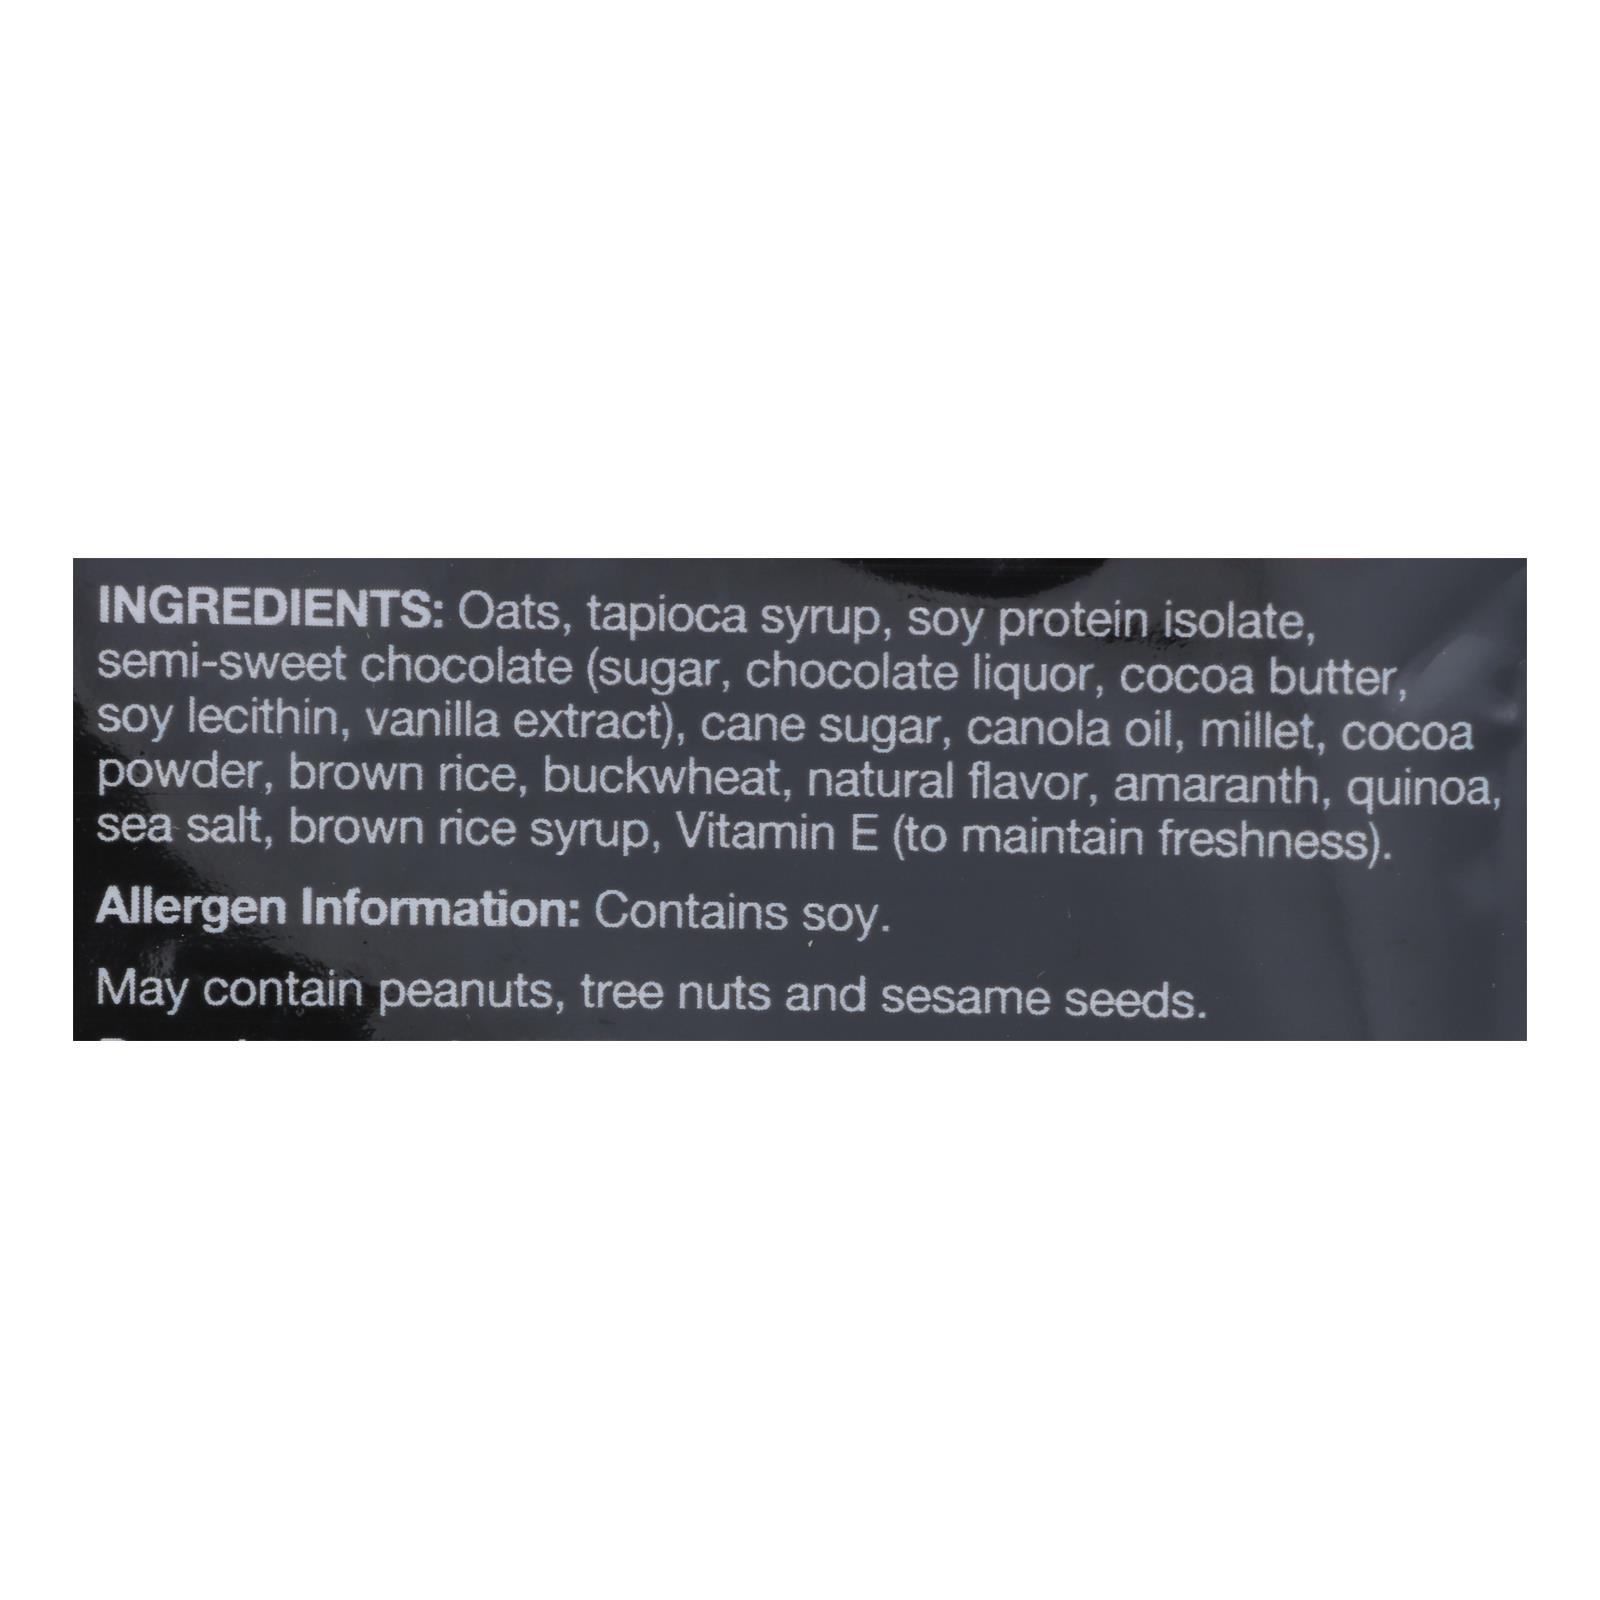 INGREDIENTS: Oats, tapioca syrup, soy protein isolate,
semi-sweet chocolate (sugar, chocolate liquor, cocoa butter,
soy lecithin, vanilla extract), cane sugar, canola oil, millet, cocoa
powder, brown rice, buckwheat, natural flavor, amaranth, quinoa,
sea salt, brown rice syrup, Vitamin E (to maintain freshness).
Allergen Information: Contains soy.
May contain peanuts, tree nuts and sesame seeds.